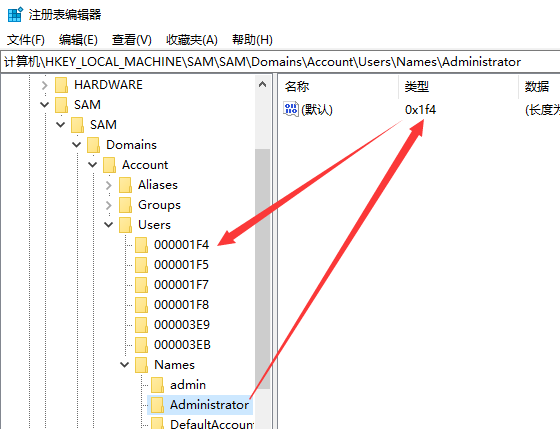 注册表编辑器
文件(F) 编辑(E) 查看(V) 收藏夹(A) 帮助(H)
计算机\HKEY_LOCAL_MACHINE\SAM\SAM\Domains\Account\Users\Names\Administrator
HARDWARE
SAM
SAM
Domains
Account
Aliases
Groups
Users
000001F4
000001F5
000001F7
000001F8
000003E9
000003EB
Names
admin
Administrator
DefaultAccoun
名称 类型 数据
(默认) 0x1f4 (长度为